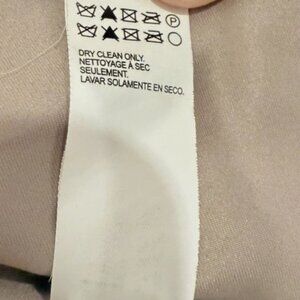 P
DRY CLEAN ONLY.
NETTOYAGE À SEC
SEULEMENT.
LAVAR SOLAMENTE EN SECO.